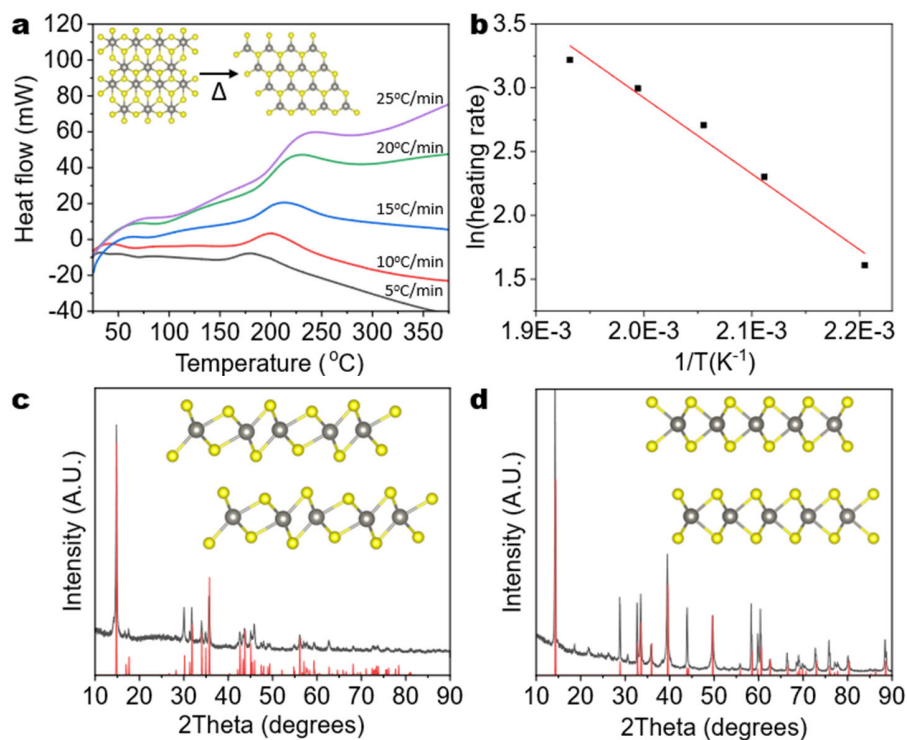 a
120
100
80
60
40
20
0
-20
-40
Heat flow (mW)
Δ
25°C/min
20°C/min
15°C/min
10°C/min
5°C/min
50 100 150 200 250 300 350
Temperature (°C)
b
3.5
3.0
2.5
2.0
1.5
ln(heating rate)
1.9E-3 2.0E-3 2.1E-3 2.2E-3
1/T(K⁻¹)
c
Intensity (A.U.)
10 20 30 40 50 60 70 80 90
2Theta (degrees)
d
Intensity (A.U.)
10 20 30 40 50 60 70 80 90
2Theta (degrees)